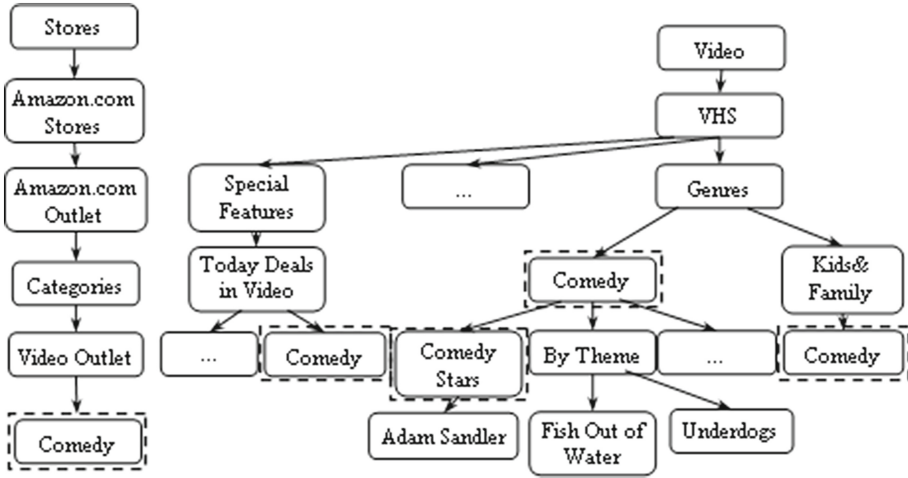 Stores
Amazon.com
Stores
Amazon.com
Outlet
Categories
Video Outlet
Comedy
Video
VHS
Special
Features
...
Genres
Today Deals
in Video
Comedy
Kids&
Family
...
Comedy
Comedy
Stars
By Theme
...
Comedy
Adam Sandler
Fish Out of
Water
Underdogs